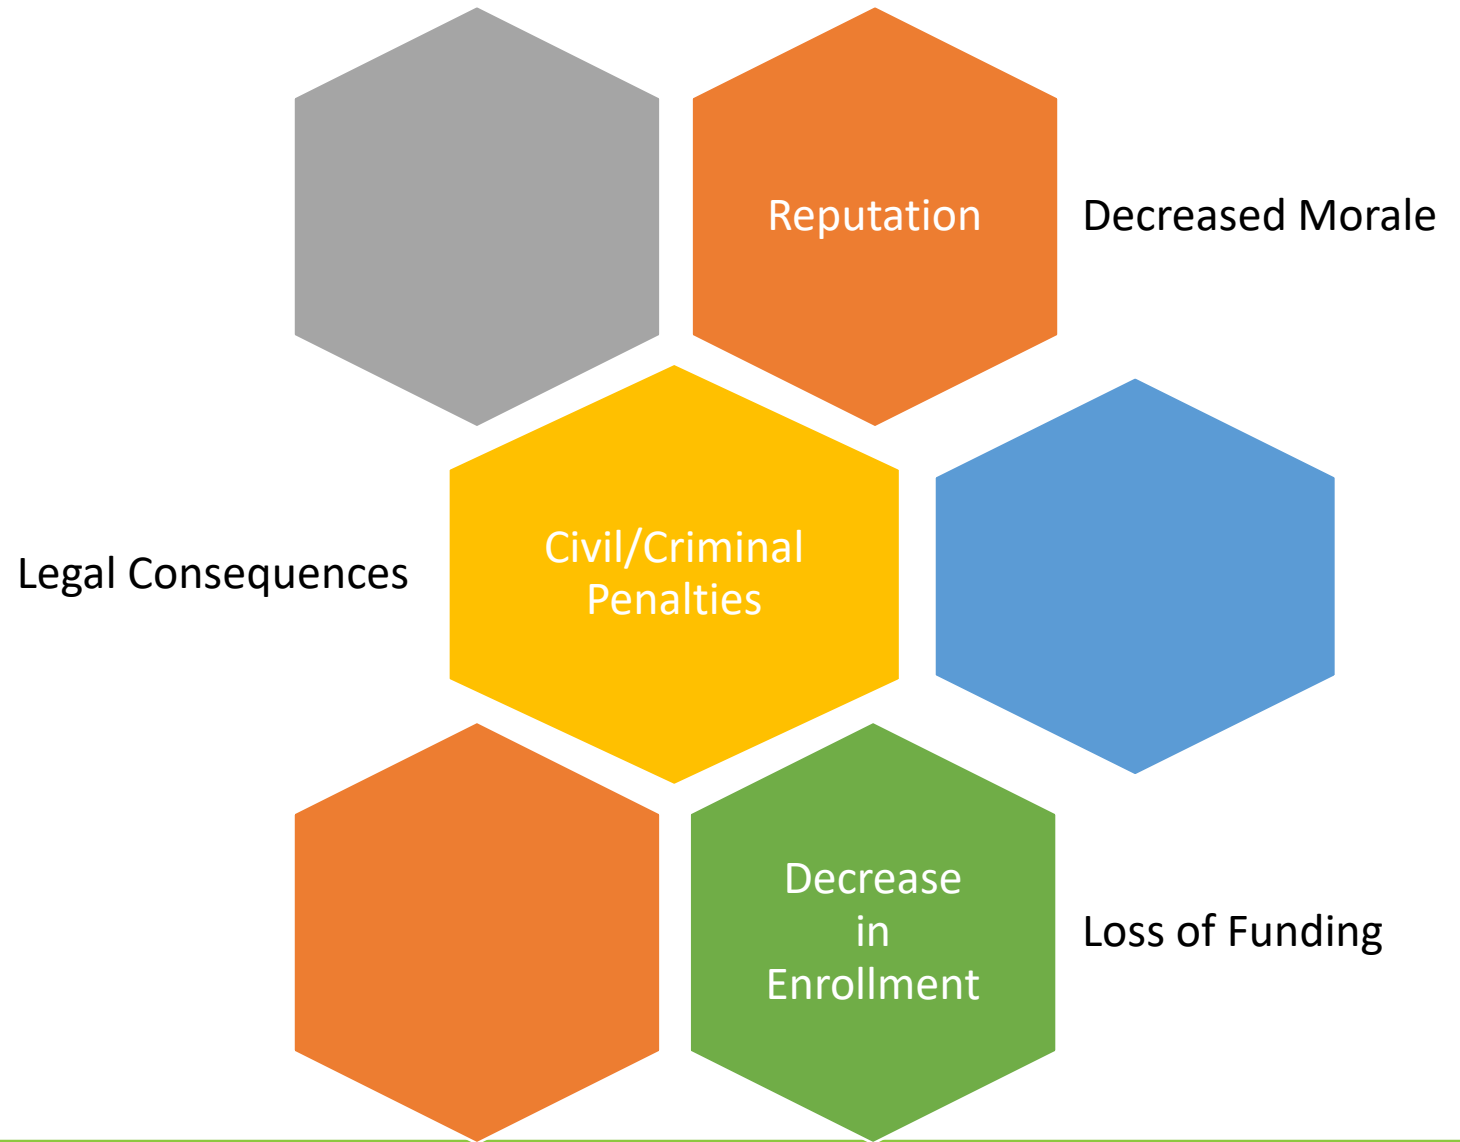 Reputation
Decreased Morale
Legal Consequences
Civil/Criminal
Penalties
Decrease
in
Enrollment
Loss of Funding